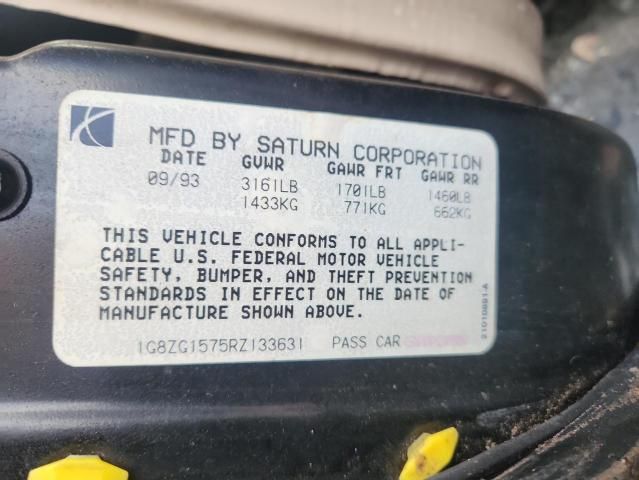 MFD BY SATURN CORPORATION
DATE GVWR GAWR FRT GAWR RR
09/93 3161LB 1701LB 1460LB
1433KG 771KG 662KG
THIS VEHICLE CONFORMS TO ALL APPLI-
CABLE U.S. FEDERAL MOTOR VEHICLE
SAFETY, BUMPER, AND THEFT PREVENTION
STANDARDS IN EFFECT ON THE DATE OF
MANUFACTURE SHOWN ABOVE.
1G8ZG1575RZ133631 PASS CAR
21010891-A